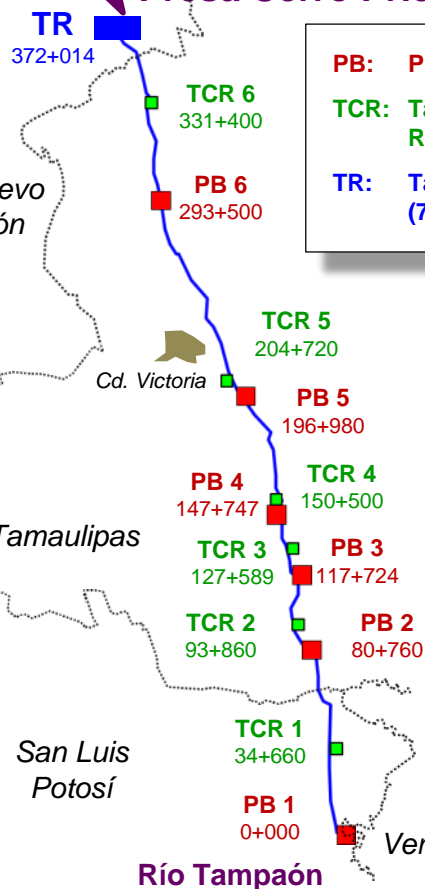 TR
372+014
TCR 6
331+400
PB 6
293+500
PB:
TCR:
TR:
TCR 5
204+720
Cd. Victoria
PB 5
196+980
PB 4
147+747
TCR 4
150+500
Tamaulipas
TCR 3
127+589
PB 3
117+724
TCR 2
93+860
PB 2
80+760
TCR 1
34+660
San Luis
Potosí
PB 1
0+000
Río Tampaón